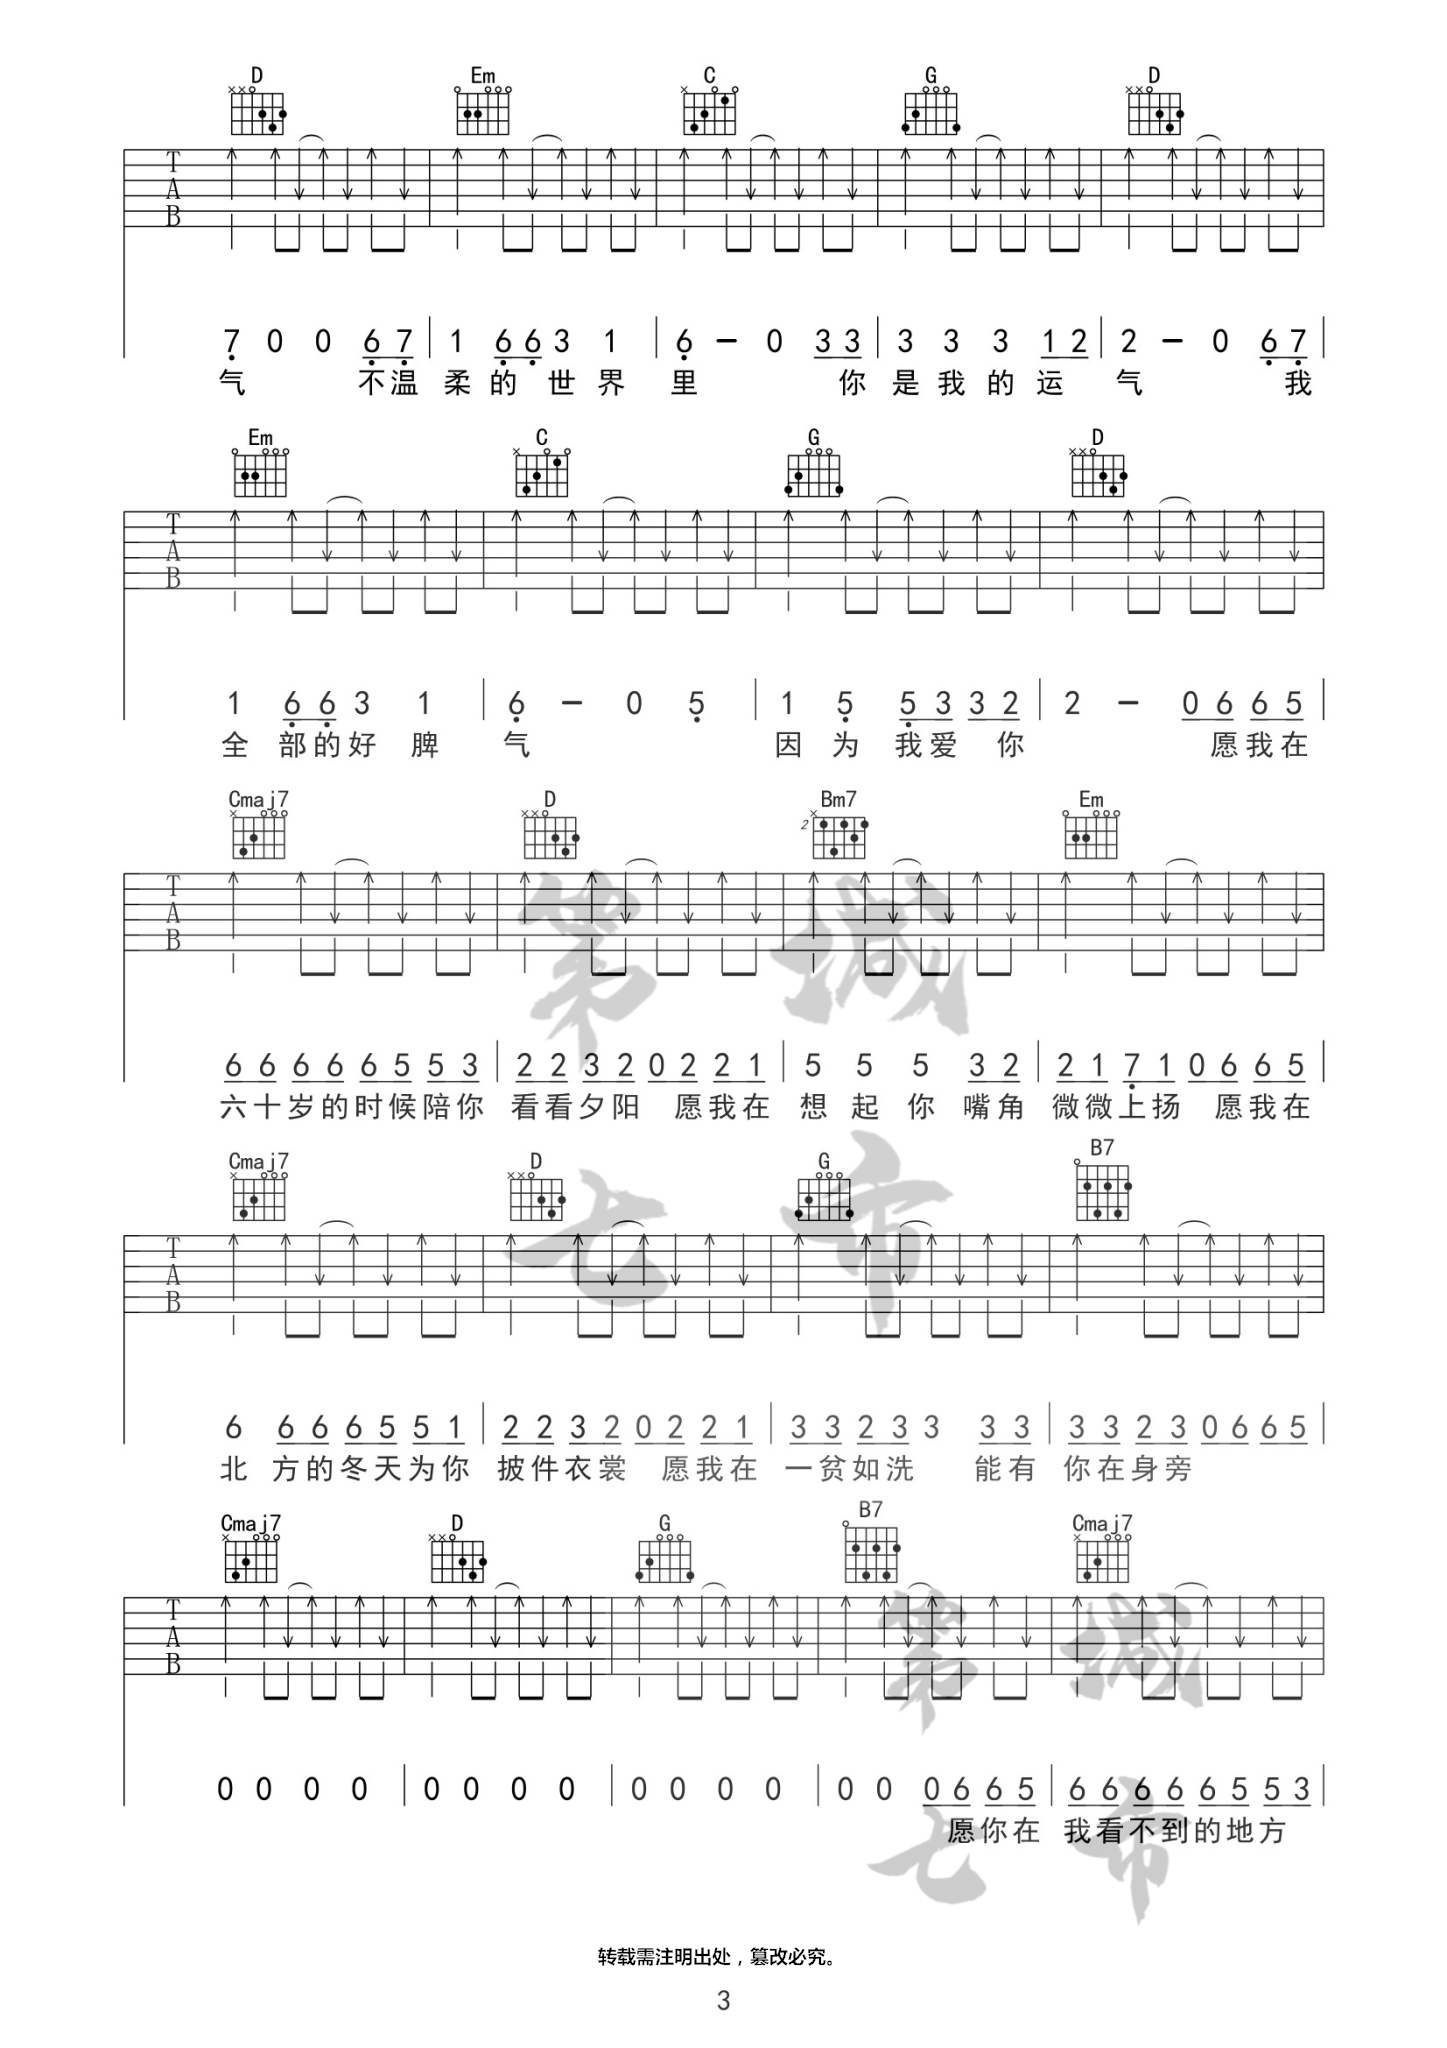 D Em C G D
T
A
B
7 0 0 6 7 1 6 6 3 1 6 - 0 3 3 3 3 3 1 2 2 - 0 6 7
气 不温 柔的世界 里 你 是我的运 气 我
Em C G D
T
A
B
1 6 6 3 1 6 - 0 5 1 5 5 3 3 2 2 - 0 6 6 5
全 部的好 脾 气 因 为 我爱 你 愿我在
Cmaj7 D Bm7 Em
2
T
A
B
6 6 6 6 6 5 5 3 2 2 3 2 0 2 2 1 5 5 5 3 2 2 1 7 1 0 6 6 5
六十岁的时候陪你 看看夕阳 愿我在 想起你 嘴角 微微上扬 愿我在
Cmaj7 D G B7
T
A
B
6 6 6 6 5 5 1 2 2 3 2 0 2 2 1 3 3 2 3 3 3 3 3 3 2 3 0 6 6 5
北 方的冬天为你 披件衣裳 愿我在 一贫如洗 能有 你在身旁
Cmaj7 D G B7 Cmaj7
T
A
B
0 0 0 0 0 0 0 0 0 0 0 0 0 0 0 6 6 5 6 6 6 6 6 5 5 3
愿你在 我看不到的地方
第 城
七 市
第 城
七 市
转载需注明出处，篡改必究。
3